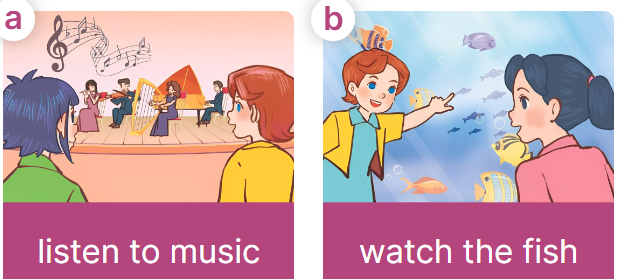 a
b
listen to music
watch the fish